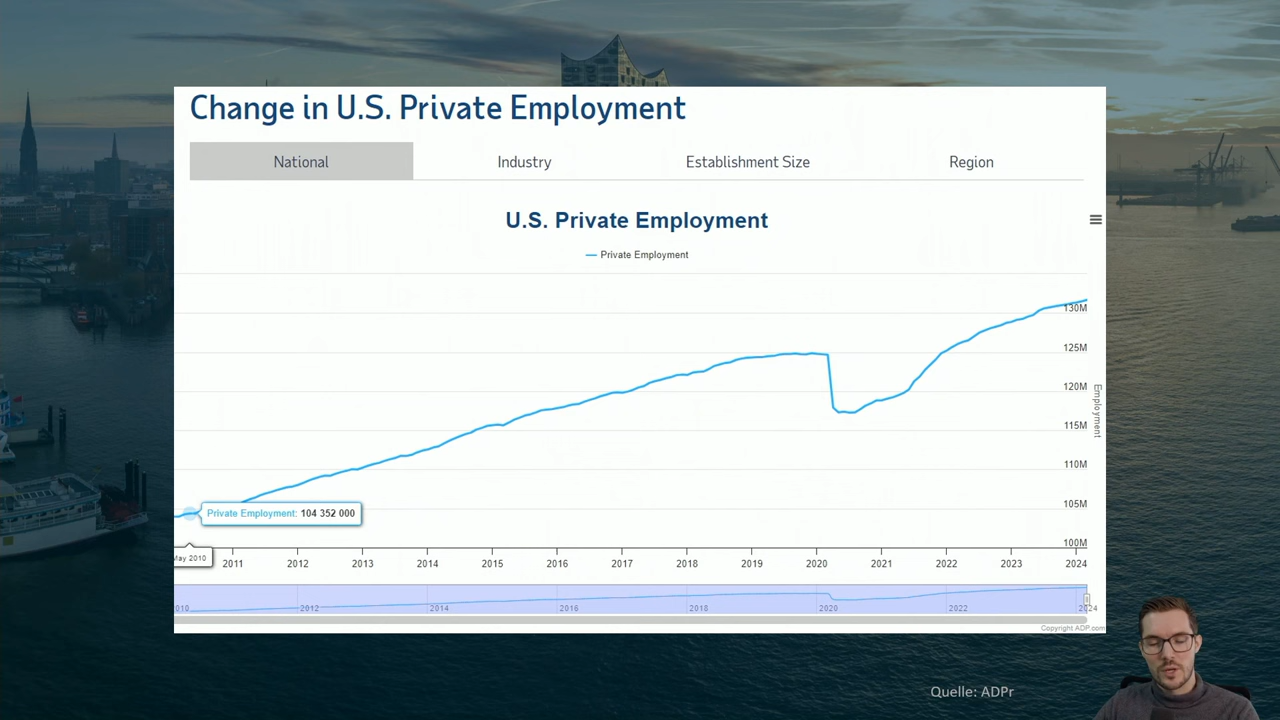 Change in U.S. Private Employment
National Industry Establishment Size Region
U.S. Private Employment
Private Employment
130M
125M
120M
115M
110M
105M
100M
Employment
Private Employment: 104 352 000
May 2010
2011 2012 2013 2014 2015 2016 2017 2018 2019 2020 2021 2022 2023 2024
010 2012 2014 2016 2018 2020 2022 2024
Copyright ADP.com
Quelle: ADPr